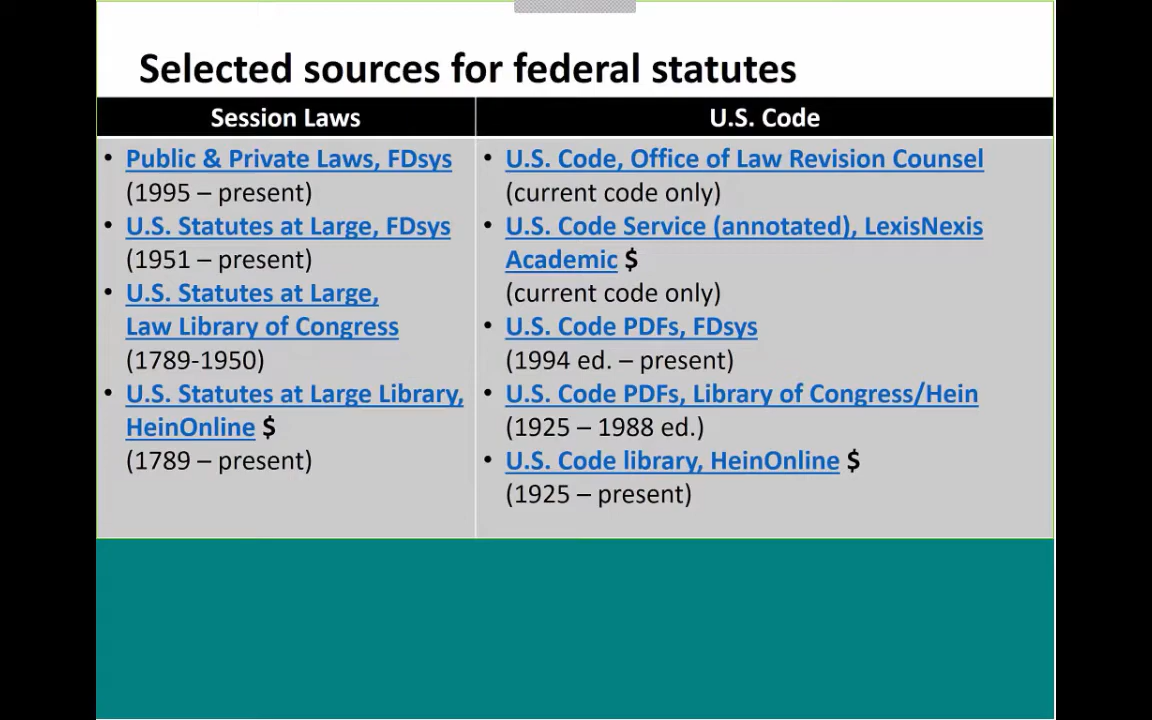 Selected sources for federal statutes
Session Laws
• Public & Private Laws, FDsys
(1995 – present)
• U.S. Statutes at Large, FDsys
(1951 – present)
• U.S. Statutes at Large,
Law Library of Congress
(1789-1950)
• U.S. Statutes at Large Library,
HeinOnline $
(1789 – present)
U.S. Code
• U.S. Code, Office of Law Revision Counsel
(current code only)
• U.S. Code Service (annotated), LexisNexis
Academic $
(current code only)
• U.S. Code PDFs, FDsys
(1994 ed. – present)
• U.S. Code PDFs, Library of Congress/Hein
(1925 – 1988 ed.)
• U.S. Code library, HeinOnline $
(1925 – present)